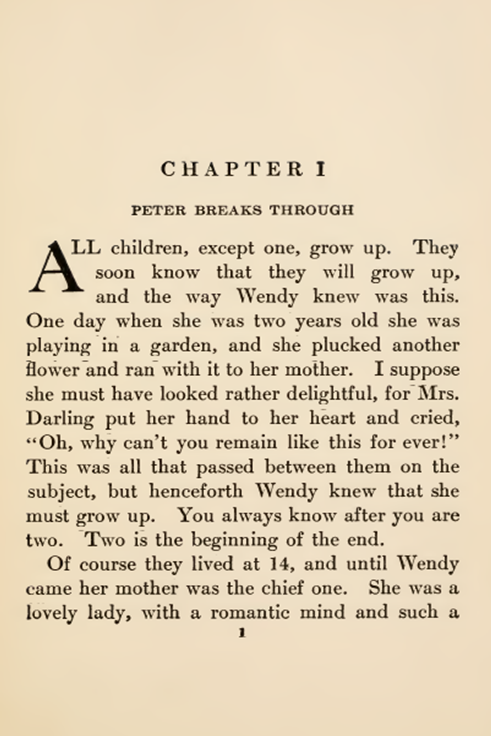 CHAPTER I
PETER BREAKS THROUGH
ALL children, except one, grow up. They
soon know that they will grow up,
and the way Wendy knew was this.
One day when she was two years old she was
playing in a garden, and she plucked another
flower and ran with it to her mother. I suppose
she must have looked rather delightful, for Mrs.
Darling put her hand to her heart and cried,
“Oh, why can’t you remain like this for ever!”
This was all that passed between them on the
subject, but henceforth Wendy knew that she
must grow up. You always know after you are
two. Two is the beginning of the end.
Of course they lived at 14, and until Wendy
came her mother was the chief one. She was a
lovely lady, with a romantic mind and such a
1